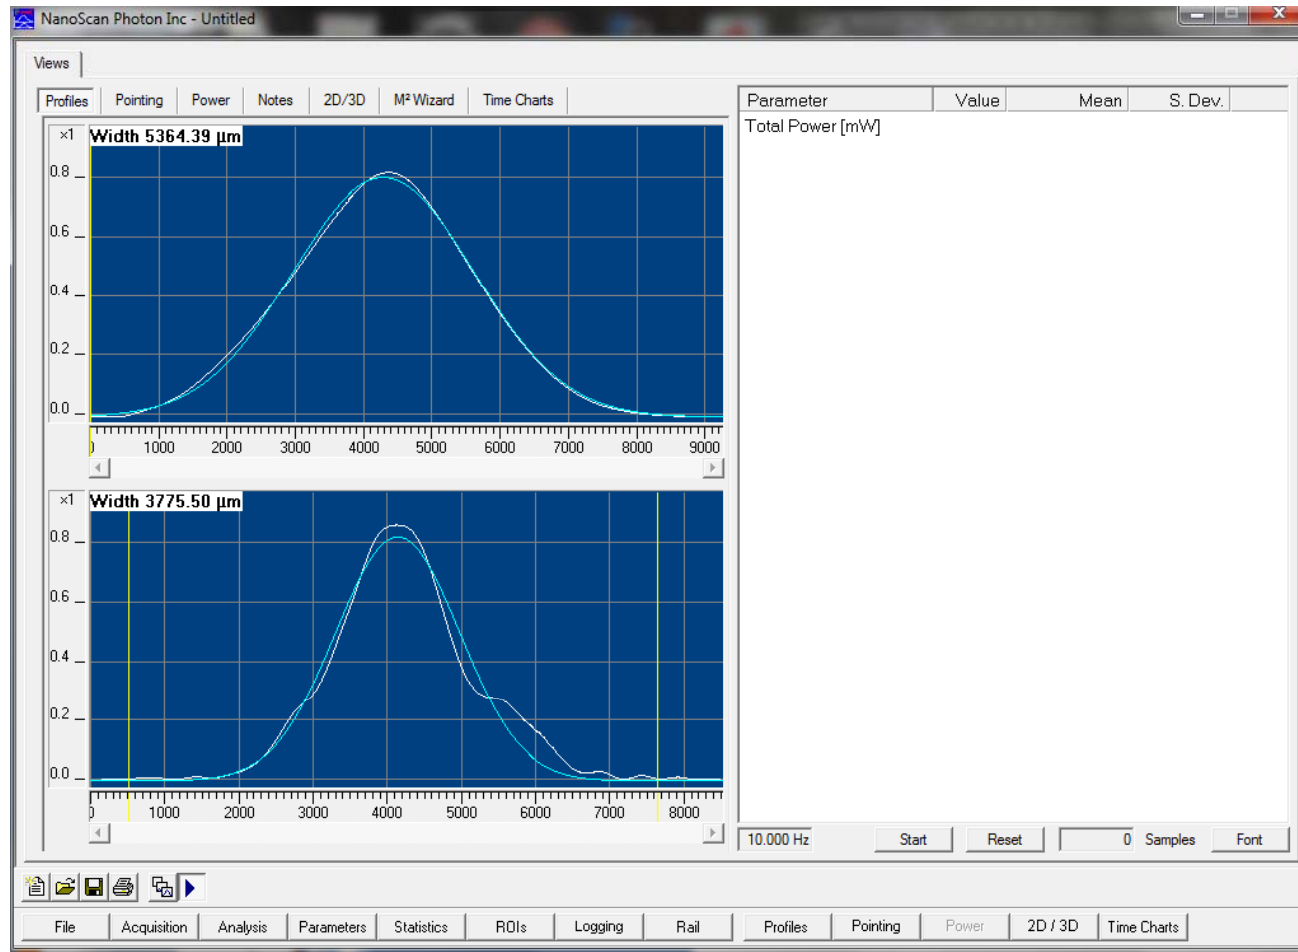 NanoScan Photon Inc - Untitled
Views
Profiles Pointing Power Notes 2D/3D M² Wizard Time Charts
×1 Width 5364.39 µm
0.8
0.6
0.4
0.2
0.0
1000 2000 3000 4000 5000 6000 7000 8000 9000
×1 Width 3775.50 µm
0.8
0.6
0.4
0.2
0.0
1000 2000 3000 4000 5000 6000 7000 8000
Parameter Value Mean S. Dev.
Total Power [mW]
10.000 Hz Start Reset 0 Samples Font
File Acquisition Analysis Parameters Statistics ROIs Logging Rail Profiles Pointing Power 2D / 3D Time Charts